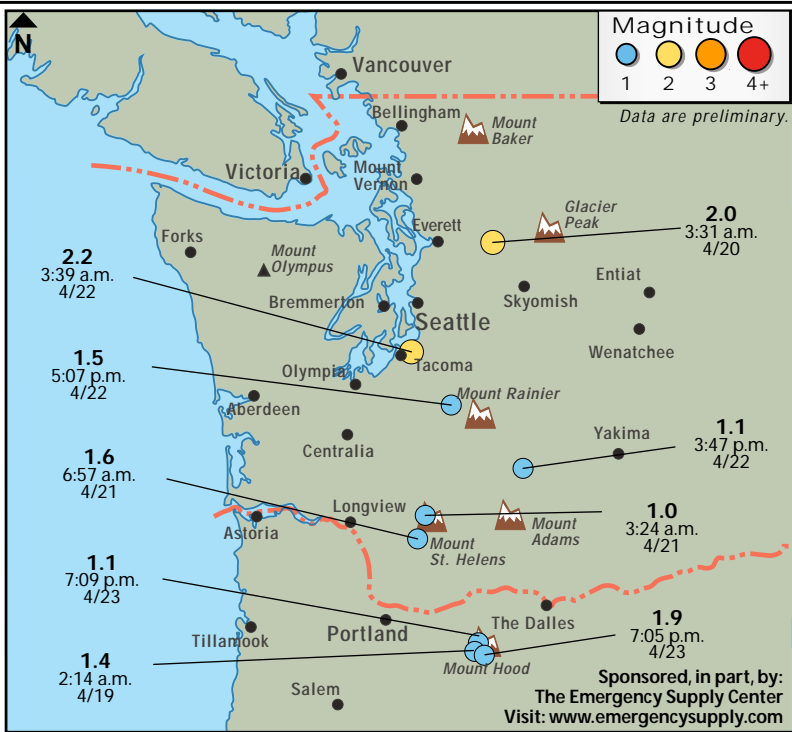 N
Magnitude
1 2 3 4+
Data are preliminary.
Vancouver
Bellingham
Mount
Baker
Victoria
Mount
Vernon
Glacier
Peak
2.0
3:31 a.m.
4/20
Everett
Forks
Mount
Olympus
2.2
3:39 a.m.
4/22
Entiat
Skyomish
Bremmerton
Seattle
Wenatchee
1.5
5:07 p.m.
4/22
Olympia
Tacoma
Mount Rainier
Aberdeen
1.1
3:47 p.m.
4/22
Yakima
Centralia
1.6
6:57 a.m.
4/21
Longview
1.0
3:24 a.m.
4/21
Astoria
Mount
Adams
Mount
St. Helens
1.1
7:09 p.m.
4/23
The Dalles
1.9
7:05 p.m.
4/23
Tillamook
Portland
1.4
2:14 a.m.
4/19
Mount Hood
Salem
Sponsored, in part, by:
The Emergency Supply Center
Visit: www.emergencysupply.com